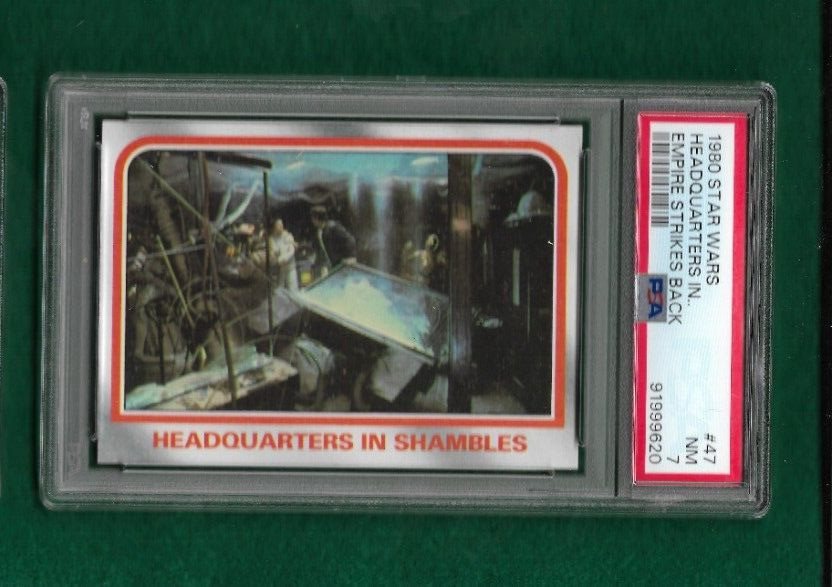 HEADQUARTERS IN SHAMBLES
1980 STAR WARS #47
HEADQUARTERS IN.. NM
EMPIRE STRIKES BACK 7
PSA 91999620